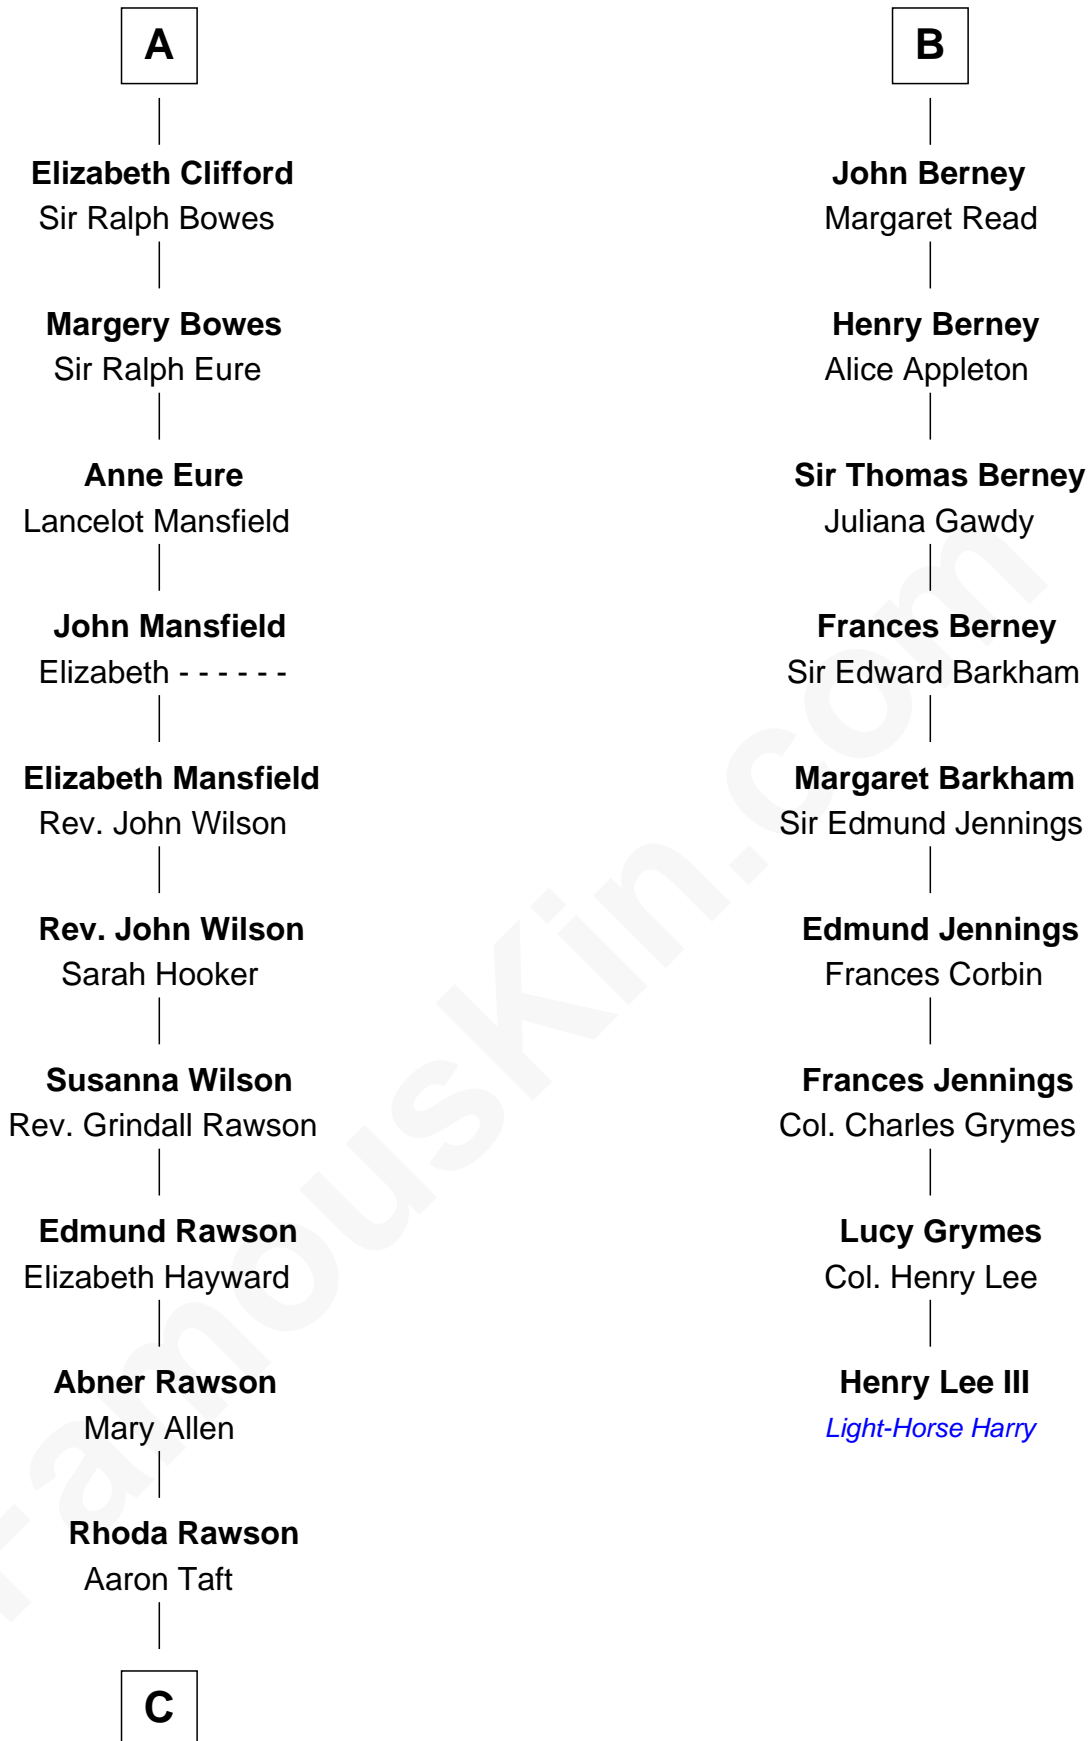 A
Elizabeth Clifford
Sir Ralph Bowes
Margery Bowes
Sir Ralph Eure
Anne Eure
Lancelot Mansfield
John Mansfield
Elizabeth - - - - - -
Elizabeth Mansfield
Rev. John Wilson
Rev. John Wilson
Sarah Hooker
Susanna Wilson
Rev. Grindall Rawson
Edmund Rawson
Elizabeth Hayward
Abner Rawson
Mary Allen
Rhoda Rawson
Aaron Taft
C
B
John Berney
Margaret Read
Henry Berney
Alice Appleton
Sir Thomas Berney
Juliana Gawdy
Frances Berney
Sir Edward Barkham
Margaret Barkham
Sir Edmund Jennings
Edmund Jennings
Frances Corbin
Frances Jennings
Col. Charles Grymes
Lucy Grymes
Col. Henry Lee
Henry Lee III
Light-Horse Harry
FamousKin.com